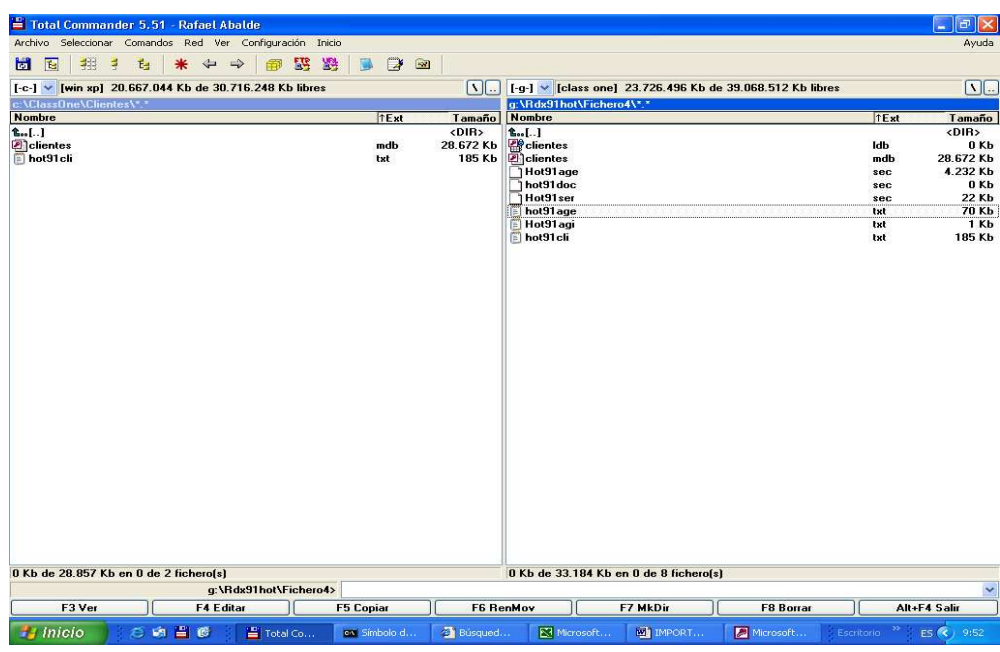 Total Commander 5.51 - Rafael Abalde
Archivo Seleccionar Comandos Red Ver Configuración Inicio Ayuda
[-c-] [win xp] 20.667.044 Kb de 30.716.248 Kb libres \ ..
c:\ClassOne\Clientes\*.*
Nombre ↑Ext Tamaño
[..] <DIR>
clientes mdb 28.672 Kb
hot91cli txt 185 Kb
0 Kb de 28.857 Kb en 0 de 2 fichero(s)
[-g-] [class one] 23.726.496 Kb de 39.068.512 Kb libres \ ..
g:\Rdx91hot\Fichero4\*.*
Nombre ↑Ext Tamaño
[..] <DIR>
clientes ldb 0 Kb
clientes mdb 28.672 Kb
Hot91age sec 4.232 Kb
hot91doc sec 0 Kb
Hot91ser sec 22 Kb
hot91age txt 70 Kb
Hot91agi txt 1 Kb
hot91cli txt 185 Kb
0 Kb de 33.184 Kb en 0 de 8 fichero(s)
g:\Rdx91hot\Fichero4>
F3 Ver F4 Editar F5 Copiar F6 RenMov F7 MkDir F8 Borrar Alt+F4 Salir
Inicio Total Co... Símbolo d... Búsqued... Microsoft... IMPORT... Microsoft... Escritorio » ES 9:52